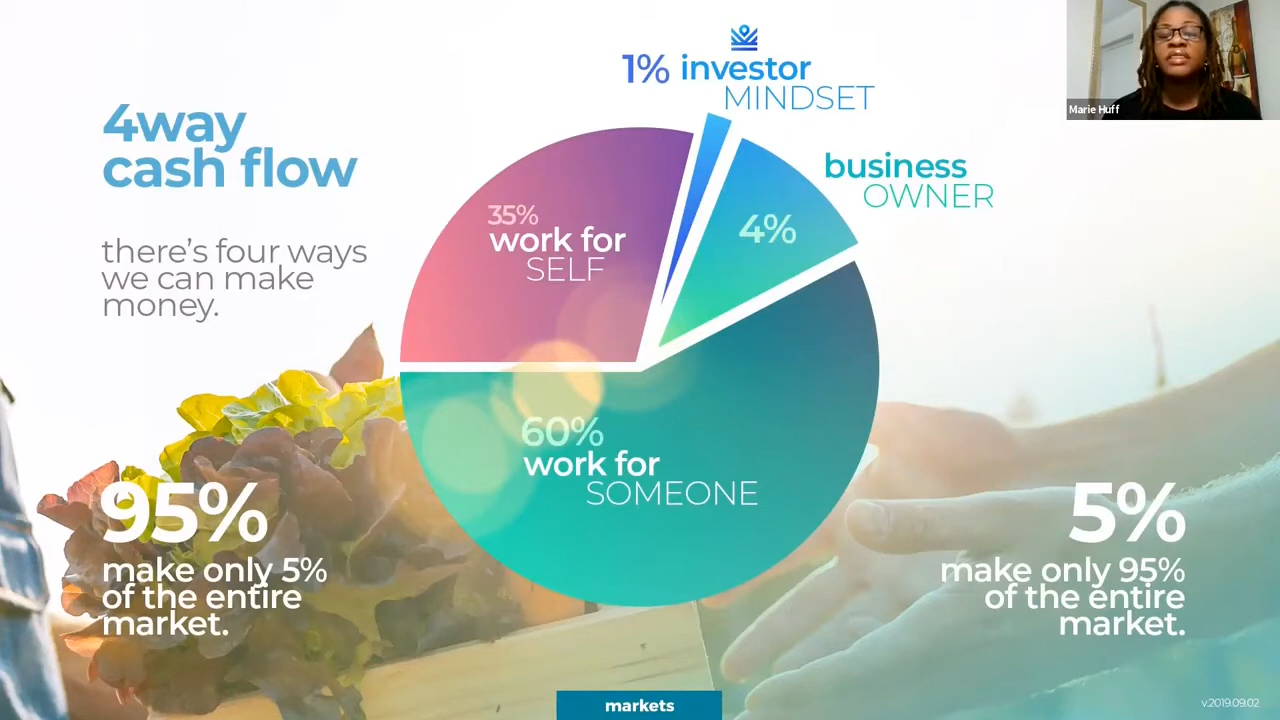 4way
cash flow
there's four ways
we can make
money.
1% investor
MINDSET
business
OWNER
4%
35%
work for
SELF
60%
work for
SOMEONE
95%
make only 5%
of the entire
market.
5%
make only 95%
of the entire
market.
markets
v.2019.09.02
Marie Huff